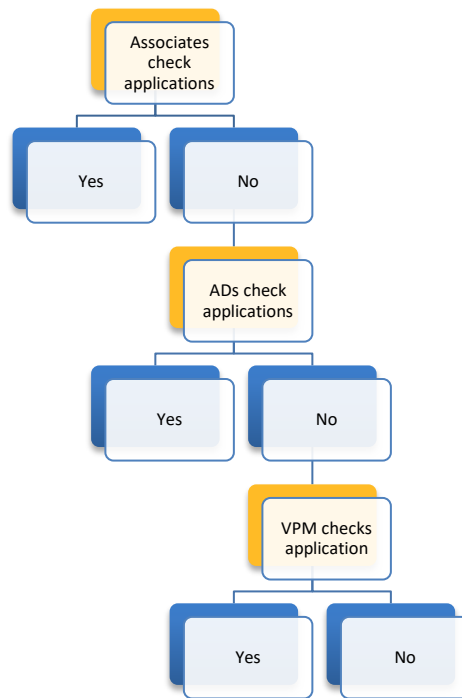 Associates
check
applications
Yes
No
ADs check
applications
Yes
No
VPM checks
application
Yes
No